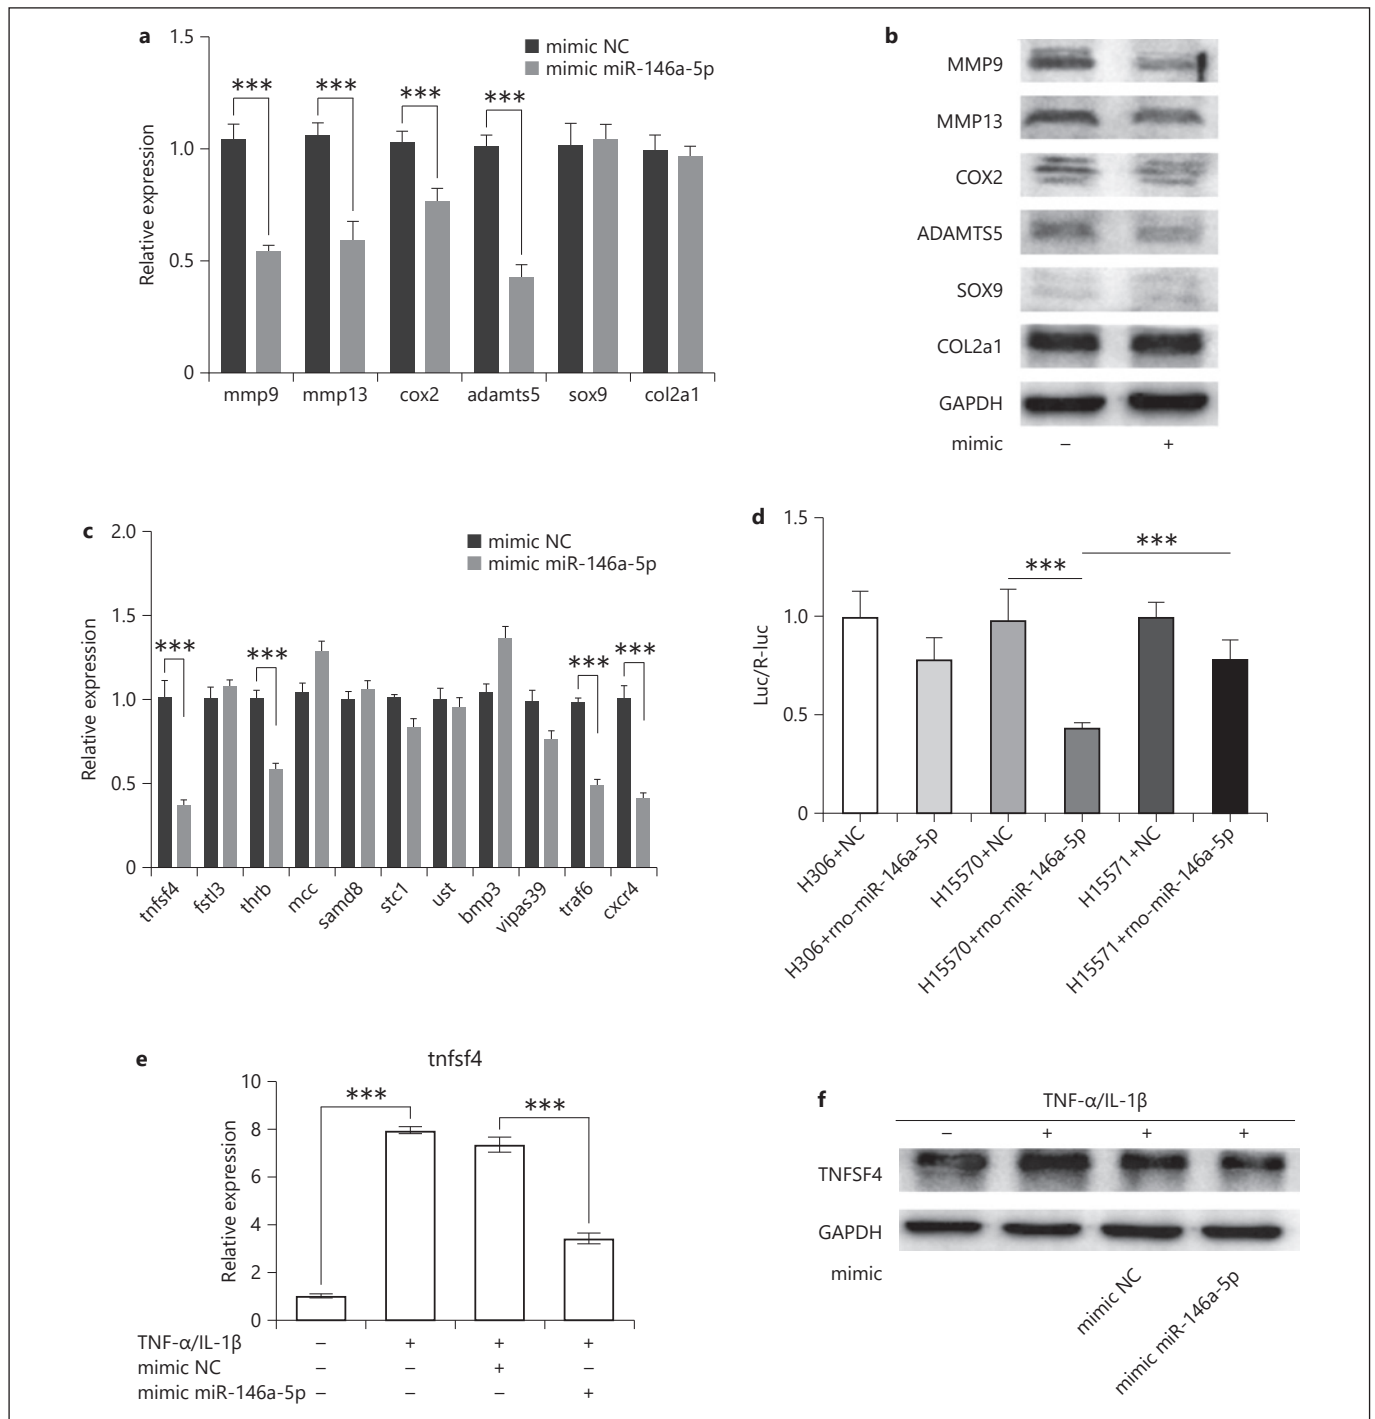 a
1.5
1.0
0.5
0
Relative expression
mimic NC
mimic miR-146a-5p
*** *** *** ***
mmp9 mmp13 cox2 adamts5 sox9 col2a1
b
MMP9
MMP13
COX2
ADAMTS5
SOX9
COL2a1
GAPDH
mimic – +
c
2.0
1.5
1.0
0.5
0
Relative expression
mimic NC
mimic miR-146a-5p
*** *** *** ***
tnfsf4 fstl3 thrb mcc samd8 stc1 ust bmp3 vipas39 traf6 cxcr4
d
1.5
1.0
0.5
0
Luc/R-luc
*** ***
H306+NC
H306+rno-miR-146a-5p
H15570+NC
H15570+rno-miR-146a-5p
H15571+NC
H15571+rno-miR-146a-5p
e
tnfsf4
10
8
6
4
2
0
Relative expression
*** ***
TNF-α/IL-1β – + + +
mimic NC – – + –
mimic miR-146a-5p – – – +
f
TNF-α/IL-1β
– + + +
TNFSF4
GAPDH
mimic
mimic NC
mimic miR-146a-5p